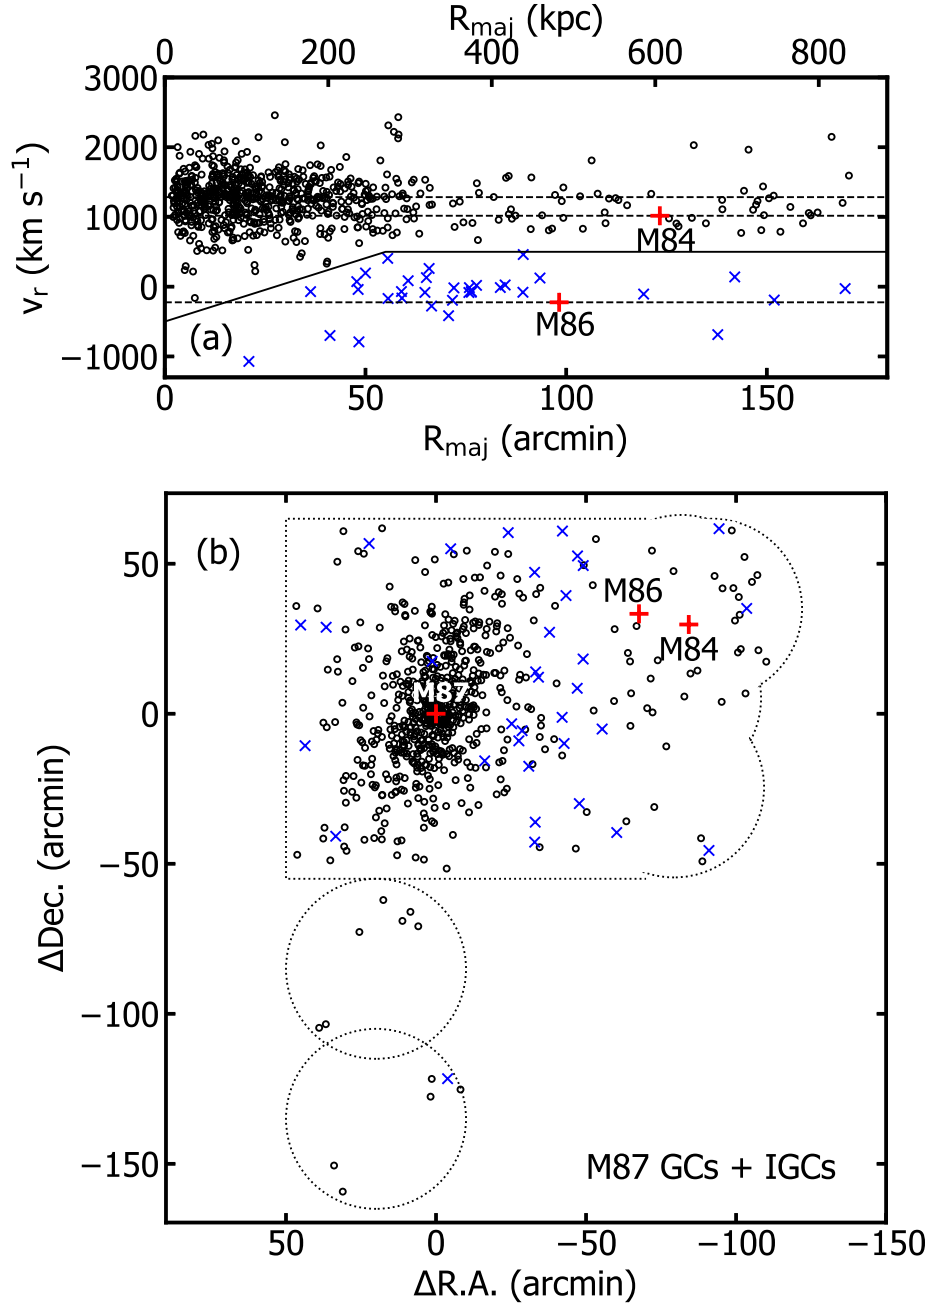 R_maj (kpc)
0 200 400 600 800
3000
2000
1000
0
−1000
v_r (km s⁻¹)
M84
M86
(a)
0 50 100 150
R_maj (arcmin)
(b)
50
0
−50
−100
−150
ΔDec. (arcmin)
M86
M84
M87
M87 GCs + IGCs
50 0 −50 −100 −150
ΔR.A. (arcmin)